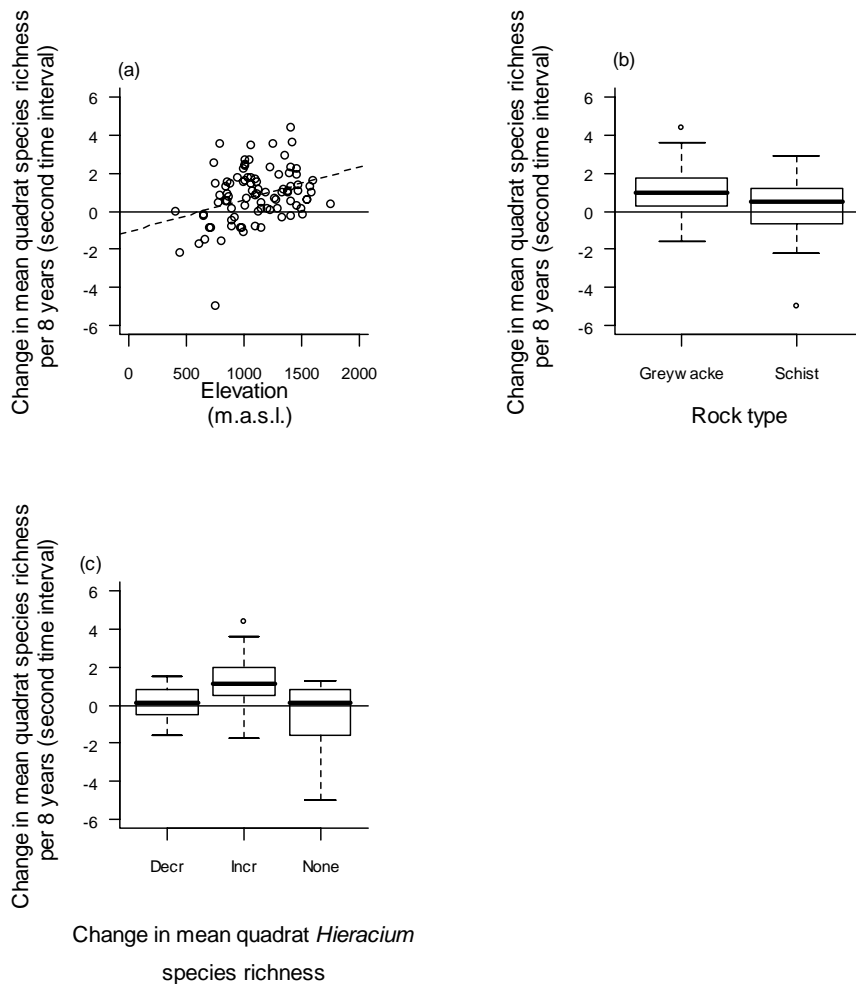 Change in mean quadrat species richness
per 8 years (second time interval)
(a)
6
4
2
0
-2
-4
-6
0 500 1000 1500 2000
Elevation
(m.a.s.l.)
Change in mean quadrat species richness
per 8 years (second time interval)
(b)
6
4
2
0
-2
-4
-6
Greywacke Schist
Rock type
Change in mean quadrat species richness
per 8 years (second time interval)
(c)
6
4
2
0
-2
-4
-6
Decr Incr None
Change in mean quadrat Hieracium
species richness